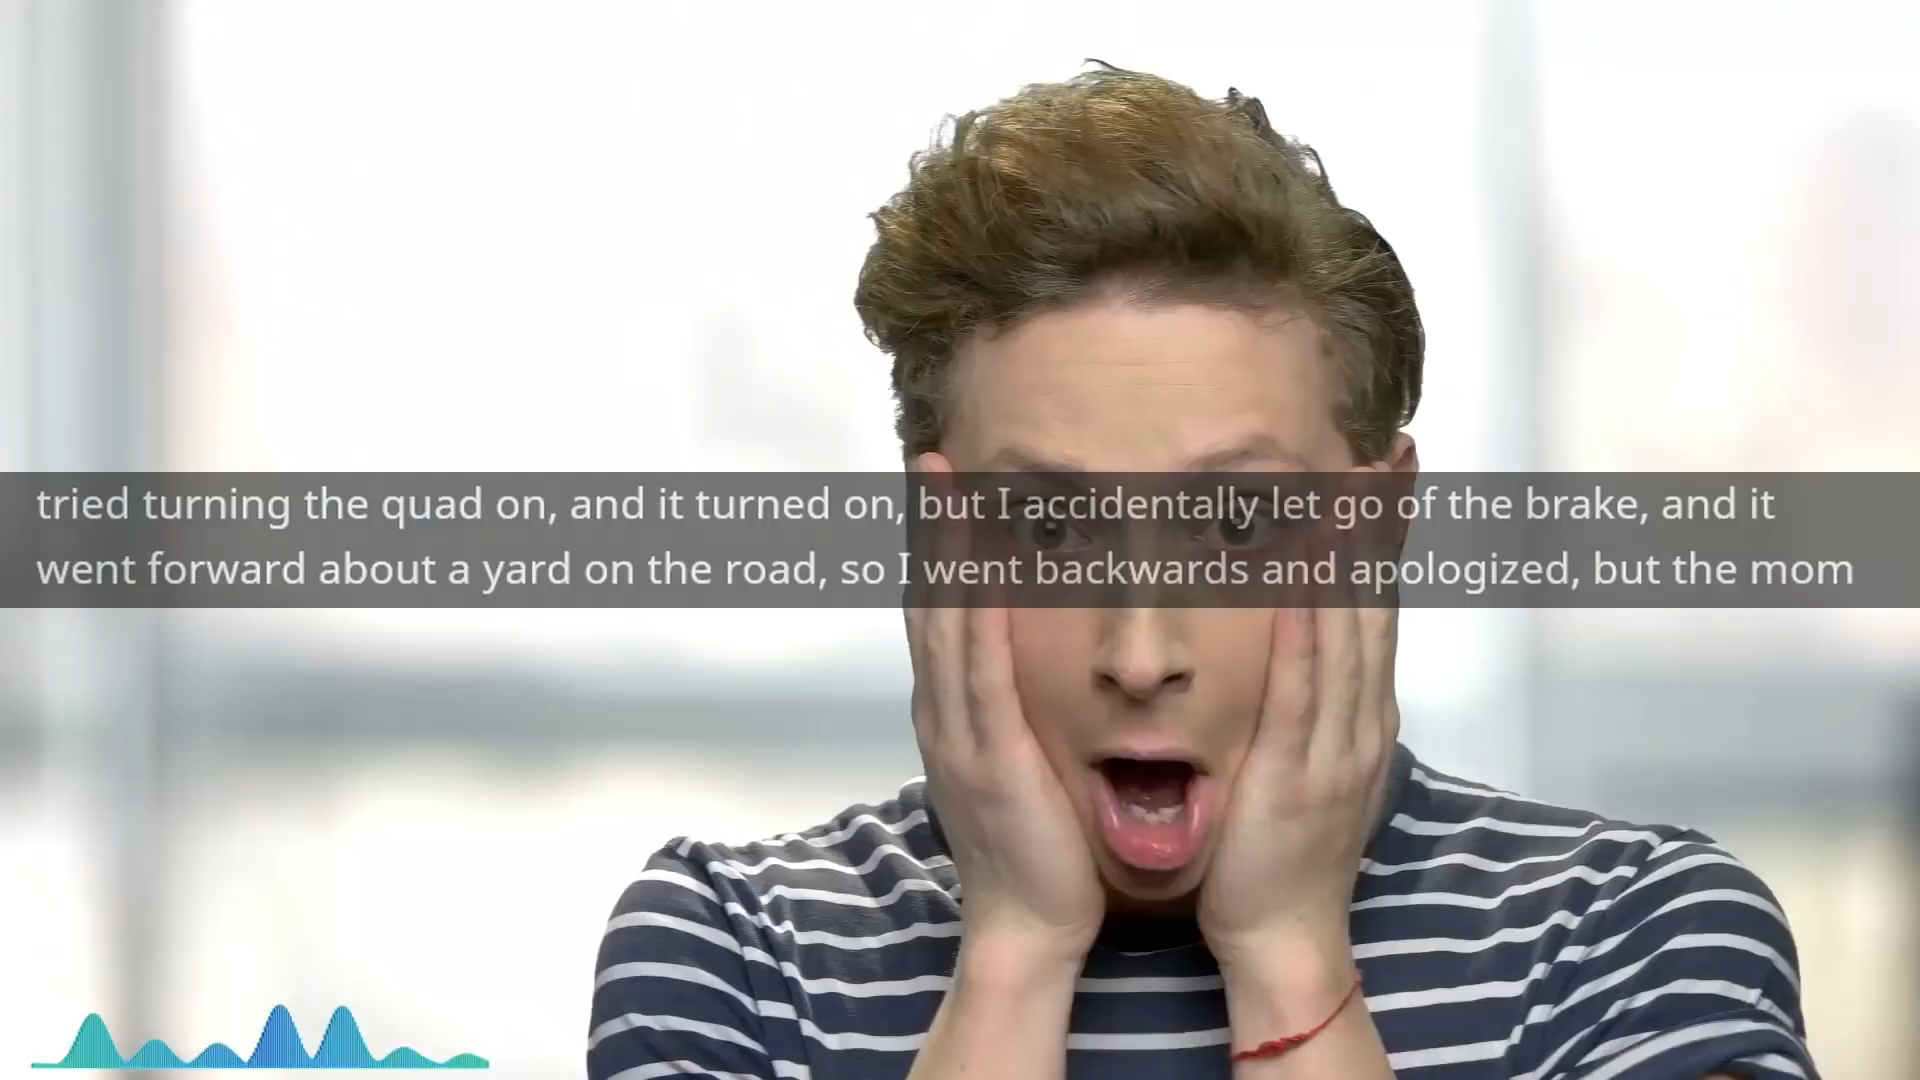 tried turning the quad on, and it turned on, but I accidentally let go of the brake, and it
went forward about a yard on the road, so I went backwards and apologized, but the mom